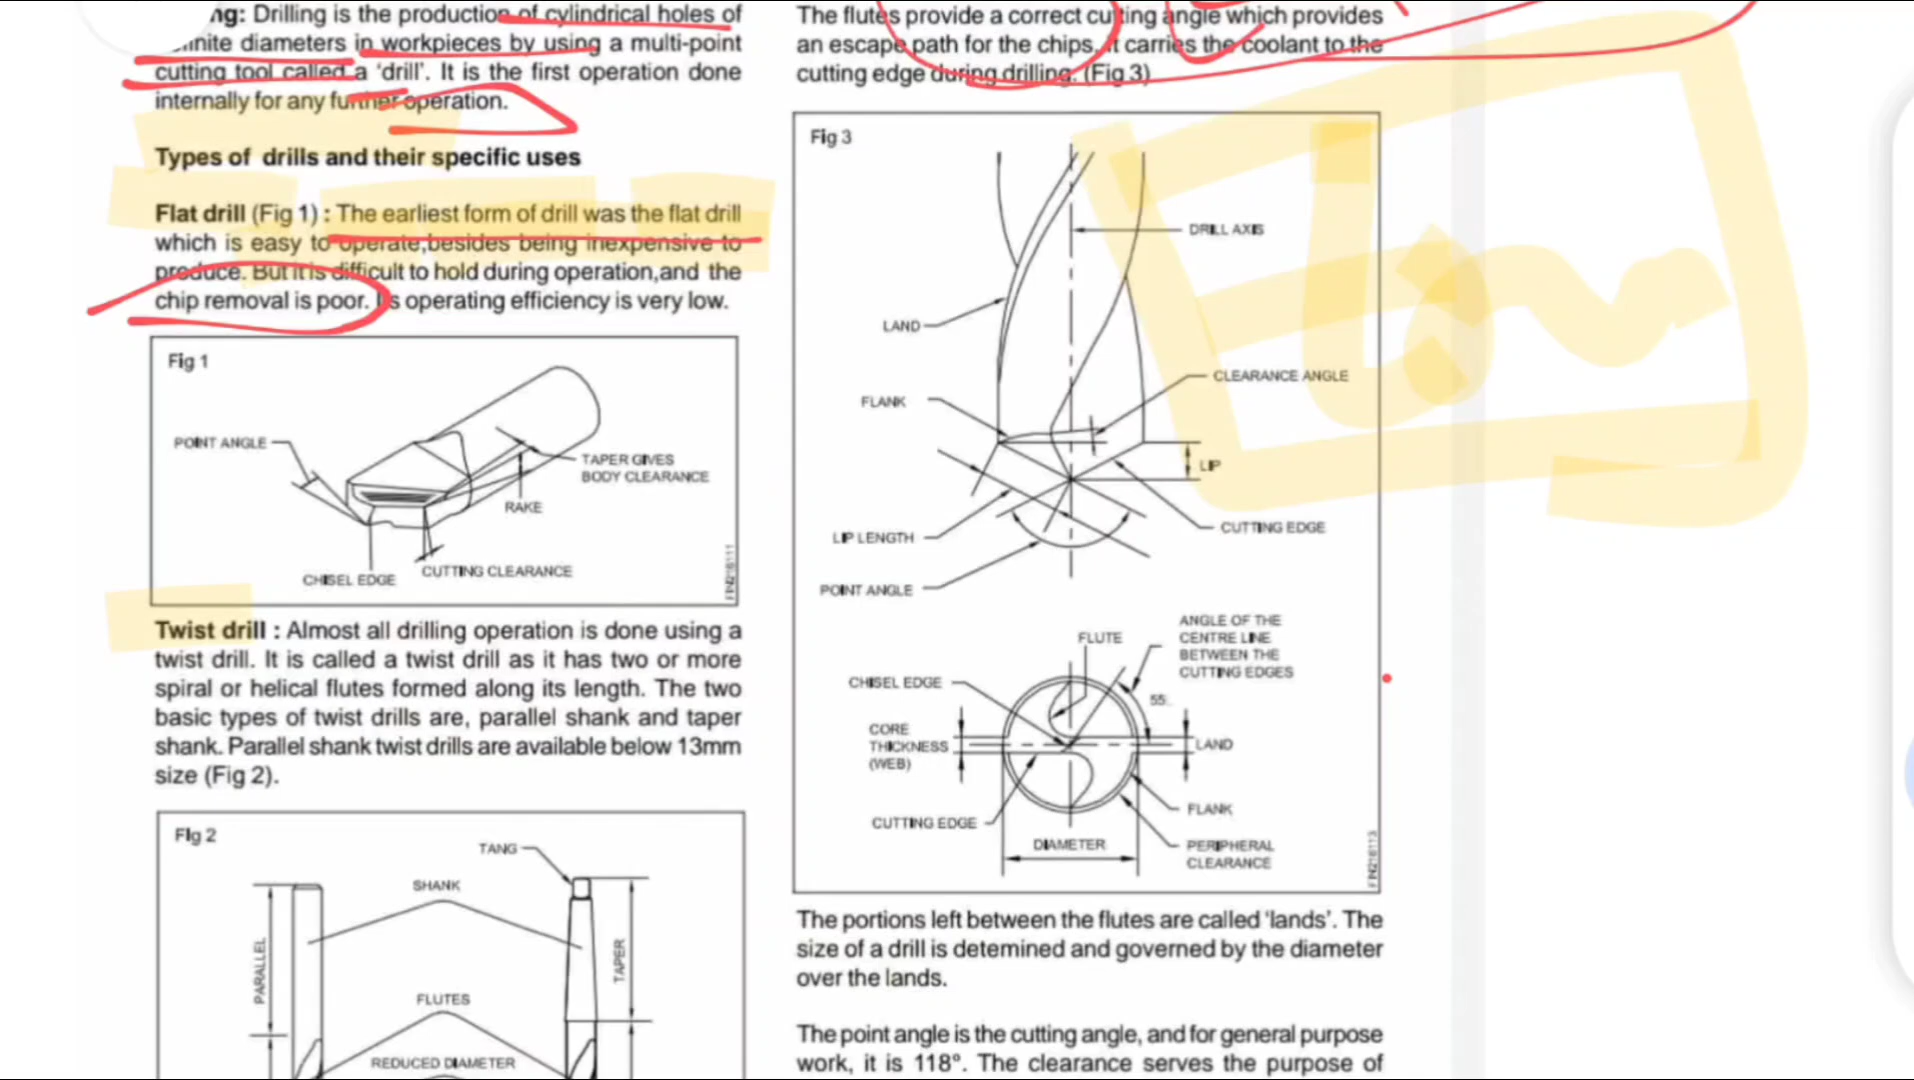 ng: Drilling is the production of cylindrical holes of
finite diameters in workpieces by using a multi-point
cutting tool called a ‘drill’. It is the first operation done
internally for any further operation.
Types of drills and their specific uses
Flat drill (Fig 1) : The earliest form of drill was the flat drill
which is easy to operate,besides being inexpensive to
produce. But it is difficult to hold during operation,and the
chip removal is poor. Its operating efficiency is very low.
Fig 1
POINT ANGLE
TAPER GIVES
BODY CLEARANCE
RAKE
CUTTING CLEARANCE
CHISEL EDGE
FIN216111
Twist drill : Almost all drilling operation is done using a
twist drill. It is called a twist drill as it has two or more
spiral or helical flutes formed along its length. The two
basic types of twist drills are, parallel shank and taper
shank. Parallel shank twist drills are available below 13mm
size (Fig 2).
Fig 2
TANG
SHANK
PARALLEL
TAPER
FLUTES
REDUCED DIAMETER
The flutes provide a correct cutting angle which provides
an escape path for the chips. It carries the coolant to the
cutting edge during drilling. (Fig 3)
Fig 3
DRILL AXIS
LAND
CLEARANCE ANGLE
FLANK
LIP
CUTTING EDGE
LIP LENGTH
POINT ANGLE
ANGLE OF THE
CENTRE LINE
BETWEEN THE
CUTTING EDGES
FLUTE
CHISEL EDGE
55
CORE
THICKNESS
(WEB)
LAND
FLANK
CUTTING EDGE
DIAMETER
PERIPHERAL
CLEARANCE
FIN216113
The portions left between the flutes are called ‘lands’. The
size of a drill is detemined and governed by the diameter
over the lands.
The point angle is the cutting angle, and for general purpose
work, it is 118°. The clearance serves the purpose of